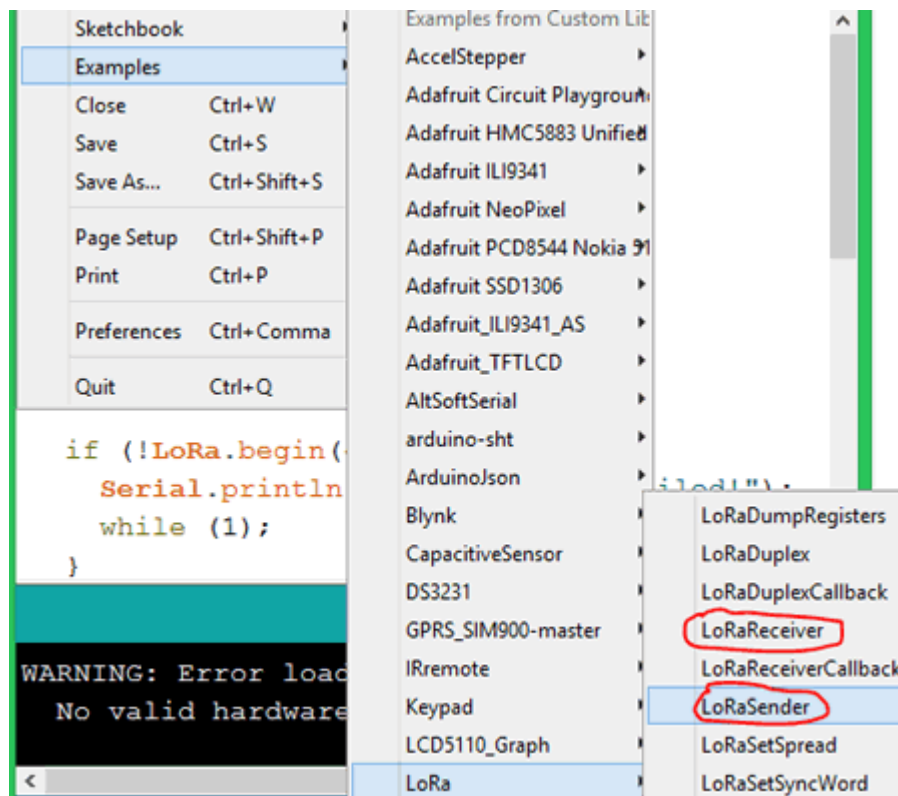 Sketchbook
Examples
Close Ctrl+W
Save Ctrl+S
Save As... Ctrl+Shift+S
Page Setup Ctrl+Shift+P
Print Ctrl+P
Preferences Ctrl+Comma
Quit Ctrl+Q
if (!LoRa.begin(
Serial.println
while (1);
}
WARNING: Error load
No valid hardware
Examples from Custom Lib
AccelStepper
Adafruit Circuit Playground
Adafruit HMC5883 Unified
Adafruit ILI9341
Adafruit NeoPixel
Adafruit PCD8544 Nokia
Adafruit SSD1306
Adafruit_ILI9341_AS
Adafruit_TFTLCD
AltSoftSerial
arduino-sht
ArduinoJson
Blynk
CapacitiveSensor
DS3231
GPRS_SIM900-master
IRremote
Keypad
LCD5110_Graph
LoRa
LoRaDumpRegisters
LoRaDuplex
LoRaDuplexCallback
LoRaReceiver
LoRaReceiverCallback
LoRaSender
LoRaSetSpread
LoRaSetSyncWord